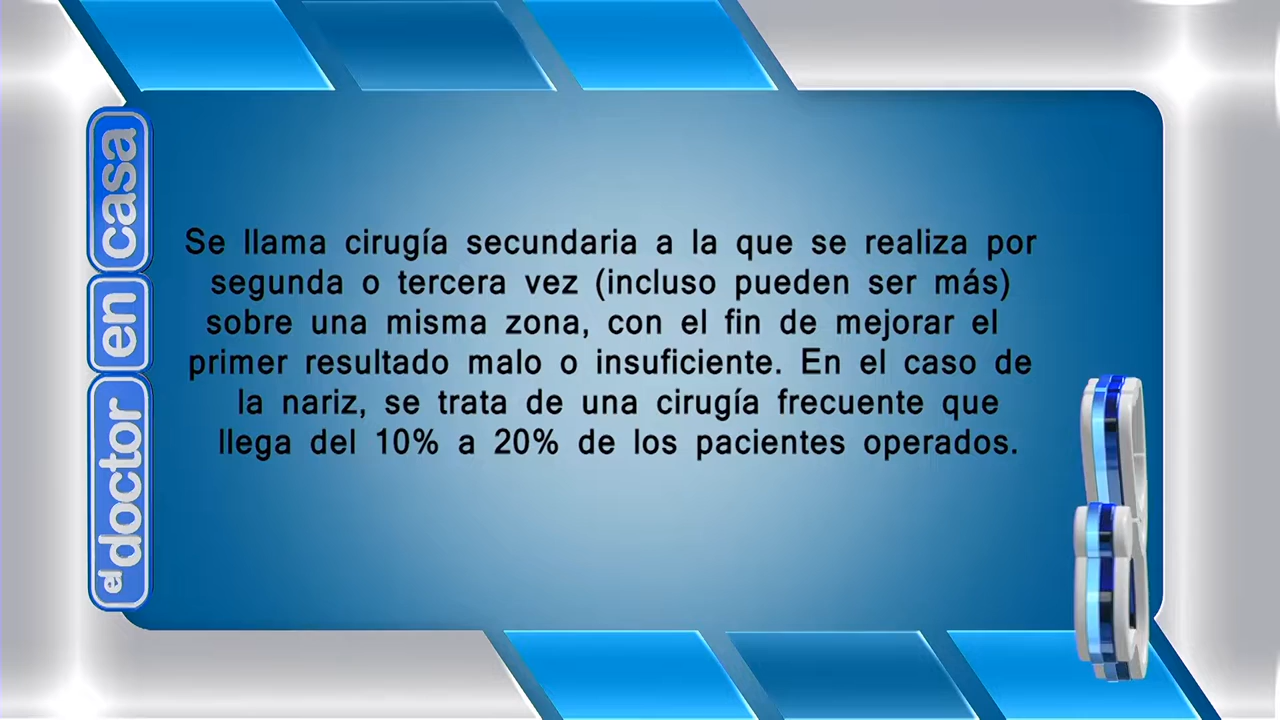 el doctor en casa
Se llama cirugía secundaria a la que se realiza por
segunda o tercera vez (incluso pueden ser más)
sobre una misma zona, con el fin de mejorar el
primer resultado malo o insuficiente. En el caso de
la nariz, se trata de una cirugía frecuente que
llega del 10% a 20% de los pacientes operados.